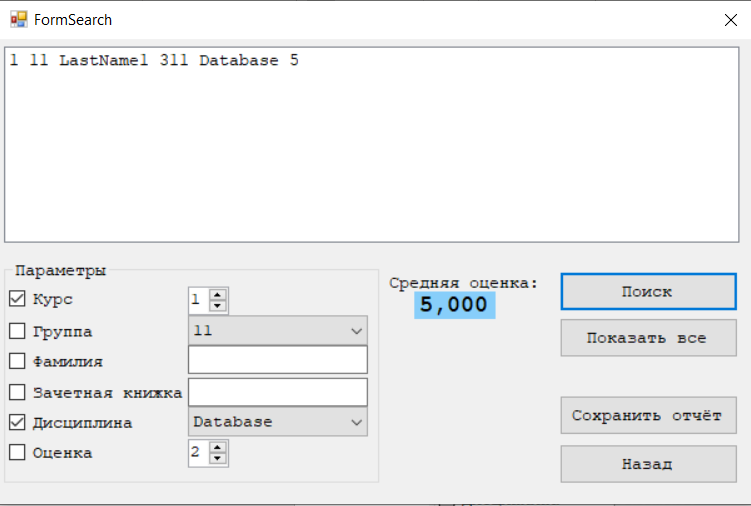 FormSearch
1 11 LastName1 311 Database 5
Параметры
Курс 1
Группа 11
Фамилия
Зачетная книжка
Дисциплина Database
Оценка 2
Средняя оценка:
5,000
Поиск
Показать все
Сохранить отчёт
Назад